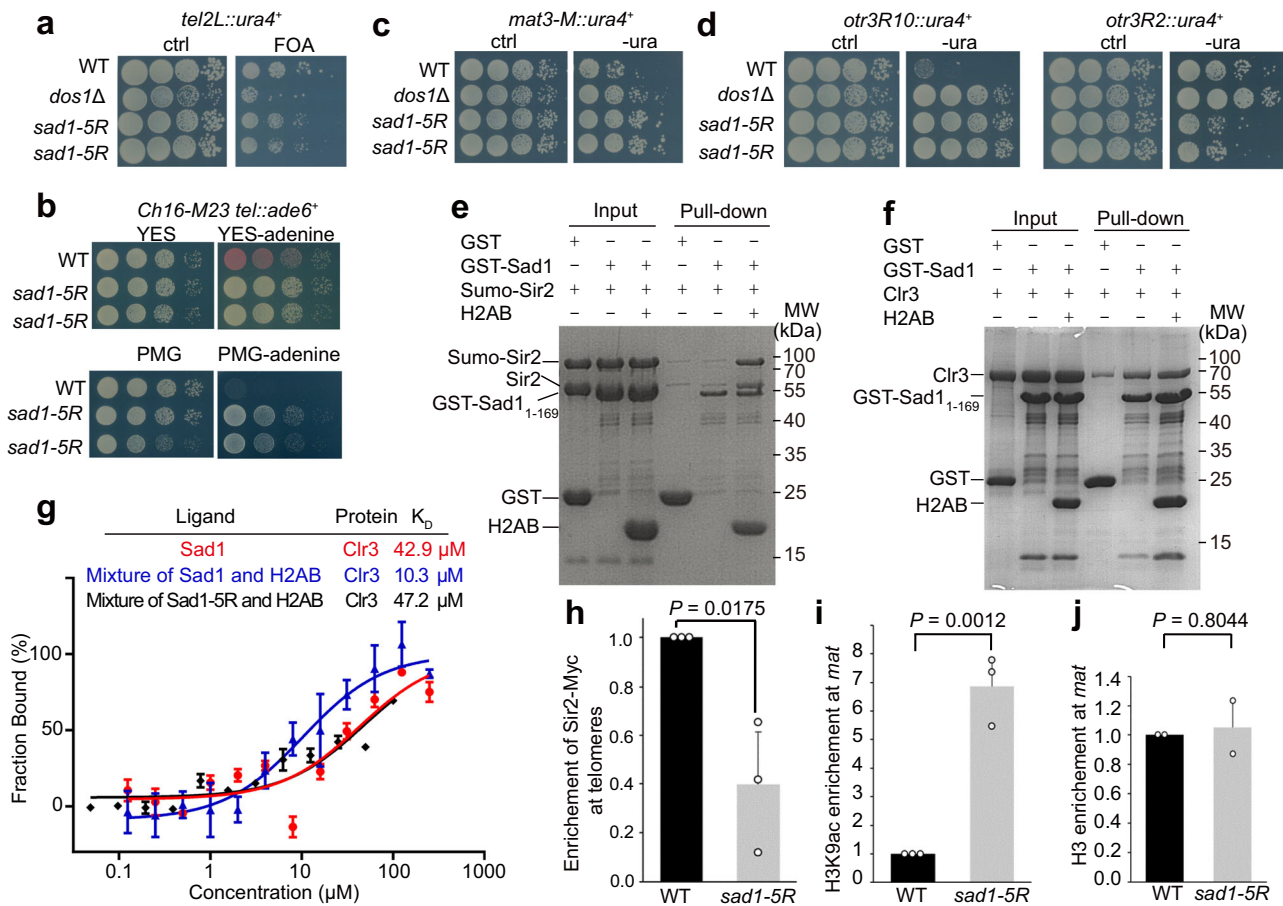 a
tel2L::ura4+
ctrl FOA
WT
dos1Δ
sad1-5R
sad1-5R
b
Ch16-M23 tel::ade6+
YES YES-adenine
WT
sad1-5R
sad1-5R
PMG PMG-adenine
WT
sad1-5R
sad1-5R
c
mat3-M::ura4+
ctrl -ura
WT
dos1Δ
sad1-5R
sad1-5R
d
otr3R10::ura4+ otr3R2::ura4+
ctrl -ura ctrl -ura
WT
dos1Δ
sad1-5R
sad1-5R
e
Input Pull-down
GST + − − + − −
GST-Sad1 − + + − + +
Sumo-Sir2 + + + + + +
H2AB − − + − − +
MW
(kDa)
Sumo-Sir2
Sir2
GST-Sad1 1-169
GST
H2AB
100
70
55
40
35
25
15
f
Input Pull-down
GST + − − + − −
GST-Sad1 − + + − + +
Clr3 + + + + + +
H2AB − − + − − +
MW
(kDa)
Clr3
GST-Sad1 1-169
GST
H2AB
100
70
55
40
35
25
15
g
Ligand Protein KD
Sad1 Clr3 42.9 µM
Mixture of Sad1 and H2AB Clr3 10.3 µM
Mixture of Sad1-5R and H2AB Clr3 47.2 µM
Fraction Bound (%)
100
50
0
0.1 1 10 100 1000
Concentration (µM)
h
P = 0.0175
Enrichement of Sir2-Myc
at telomeres
1.0
0.8
0.6
0.4
0.2
0
WT sad1-5R
i
P = 0.0012
H3K9ac enrichment at mat
10
8
6
4
2
0
WT sad1-5R
j
P = 0.8044
H3 enrichment at mat
1.4
1.2
1.0
0.8
0.6
0.4
0.2
0
WT sad1-5R